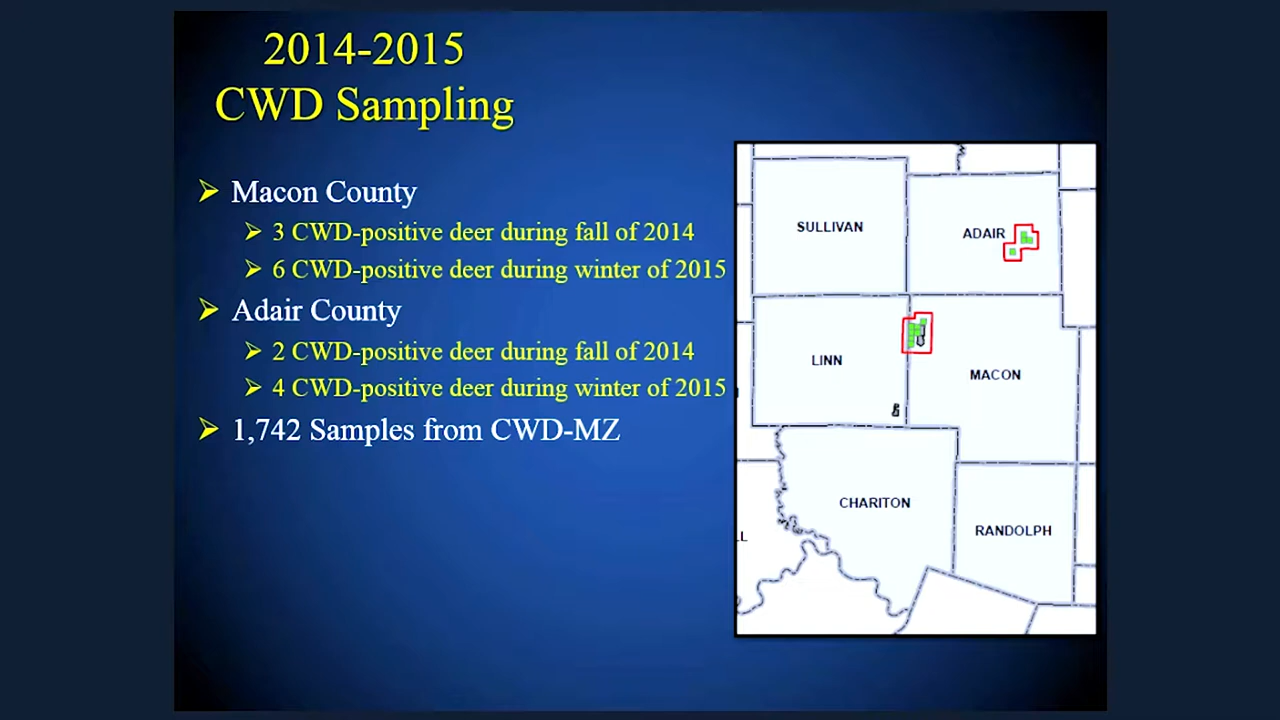 2014-2015
CWD Sampling
Macon County
3 CWD-positive deer during fall of 2014
6 CWD-positive deer during winter of 2015
Adair County
2 CWD-positive deer during fall of 2014
4 CWD-positive deer during winter of 2015
1,742 Samples from CWD-MZ
SULLIVAN
ADAIR
LINN
MACON
CHARITON
RANDOLPH
LL